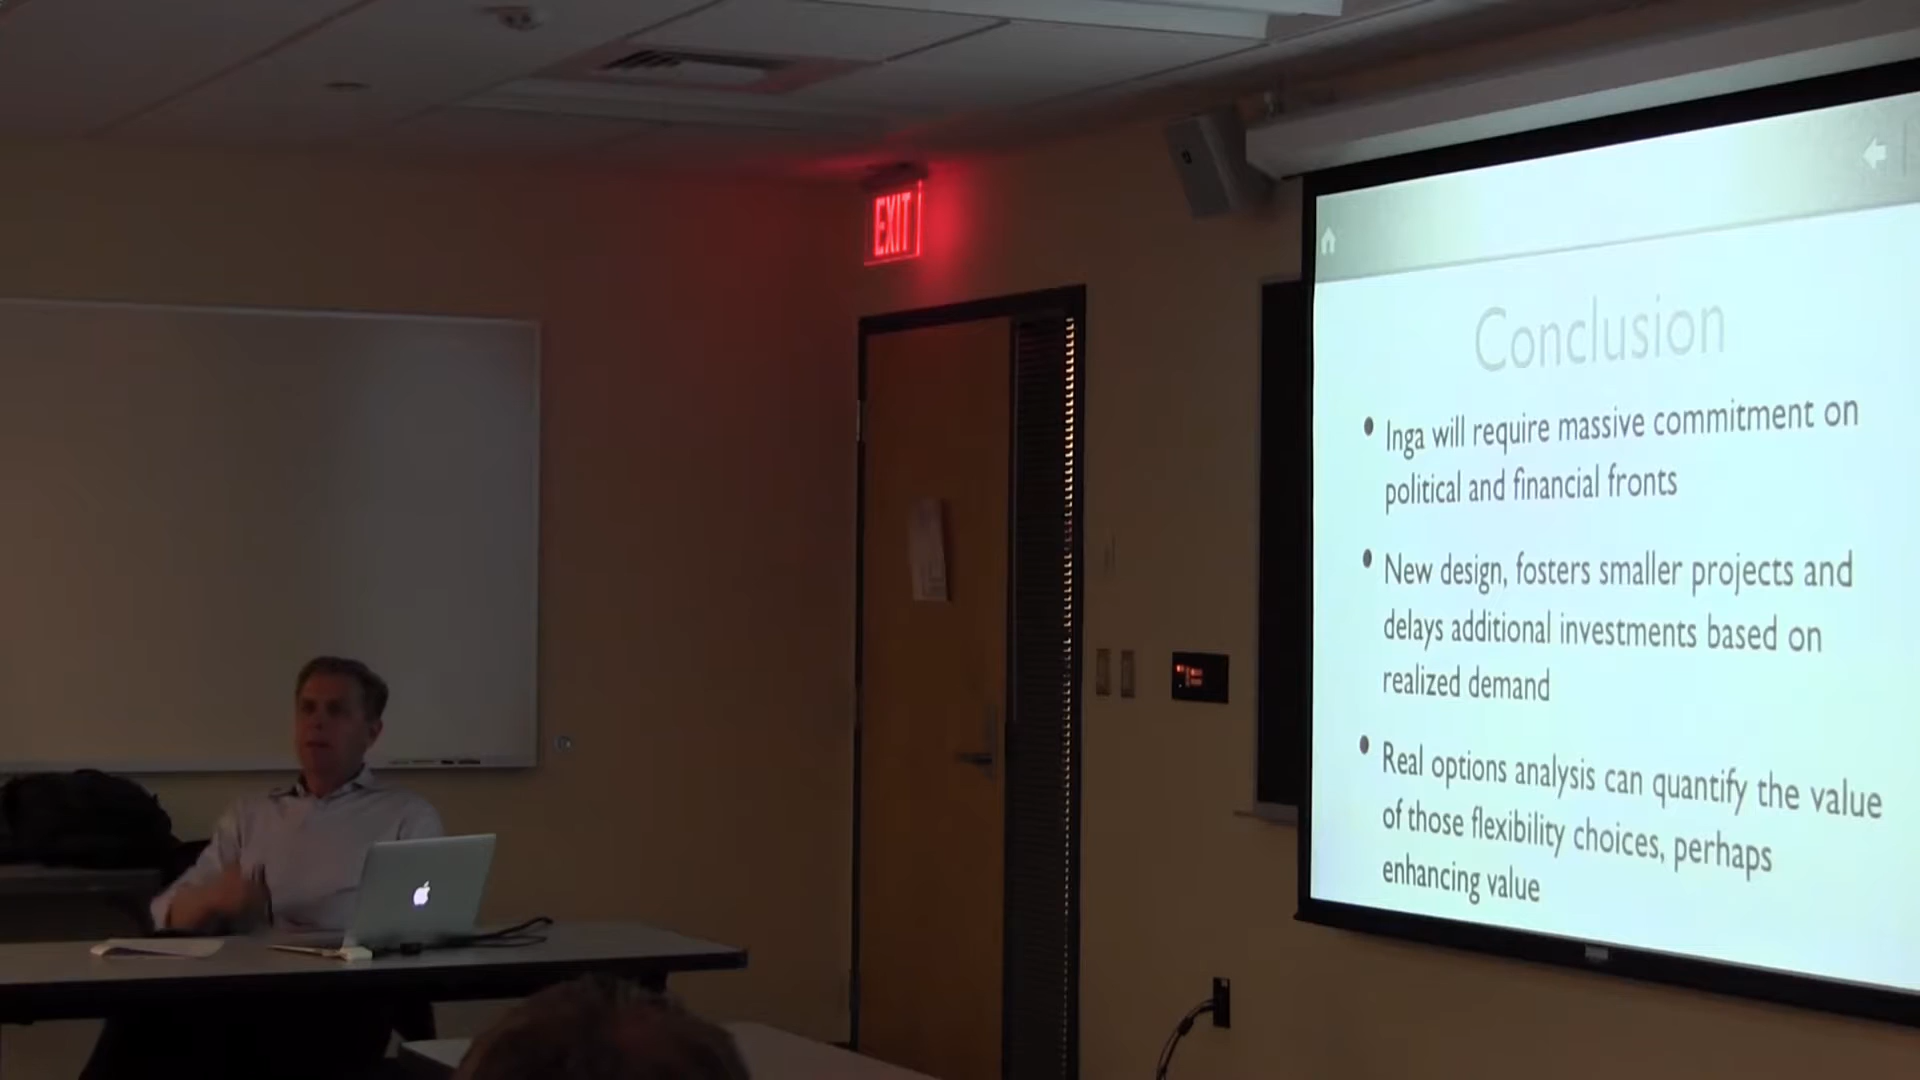 EXIT
Conclusion
• Inga will require massive commitment on
political and financial fronts
• New design, fosters smaller projects and
delays additional investments based on
realized demand
• Real options analysis can quantify the value
of those flexibility choices, perhaps
enhancing value